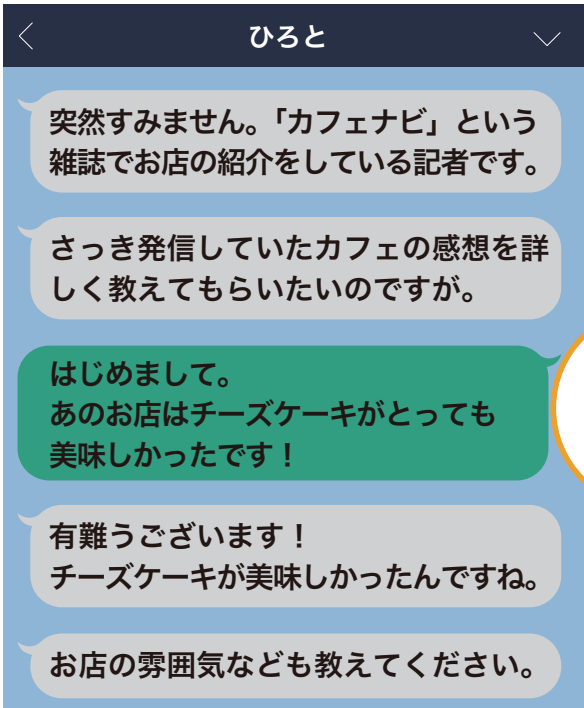 ひろと
突然すみません。「カフェナビ」という
雑誌でお店の紹介をしている記者です。
さっき発信していたカフェの感想を詳
しく教えてもらいたいのですが。
はじめまして。
あのお店はチーズケーキがとっても
美味しかったです！
有難うございます！
チーズケーキが美味しかったんですね。
お店の雰囲気なども教えてください。